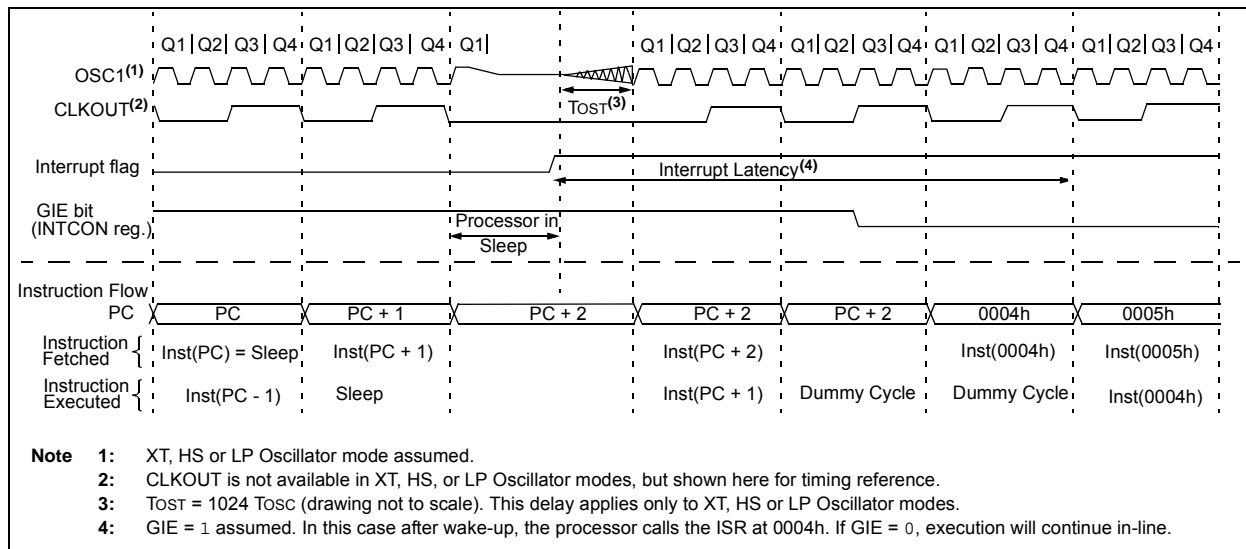 Q1 Q2 Q3 Q4 Q1 Q2 Q3 Q4 Q1 Q1 Q2 Q3 Q4 Q1 Q2 Q3 Q4 Q1 Q2 Q3 Q4 Q1 Q2 Q3 Q4
OSC1(1)
TOST(3)
CLKOUT(2)
Interrupt flag
Interrupt Latency(4)
GIE bit
(INTCON reg.)
Processor in
Sleep
Instruction Flow
PC PC PC + 1 PC + 2 PC + 2 PC + 2 0004h 0005h
Instruction
Fetched
Inst(PC) = Sleep Inst(PC + 1) Inst(PC + 2) Inst(0004h) Inst(0005h)
Instruction
Executed
Inst(PC - 1) Sleep Inst(PC + 1) Dummy Cycle Dummy Cycle Inst(0004h)
Note 1: XT, HS or LP Oscillator mode assumed.
2: CLKOUT is not available in XT, HS, or LP Oscillator modes, but shown here for timing reference.
3: TOST = 1024 TOSC (drawing not to scale). This delay applies only to XT, HS or LP Oscillator modes.
4: GIE = 1 assumed. In this case after wake-up, the processor calls the ISR at 0004h. If GIE = 0, execution will continue in-line.